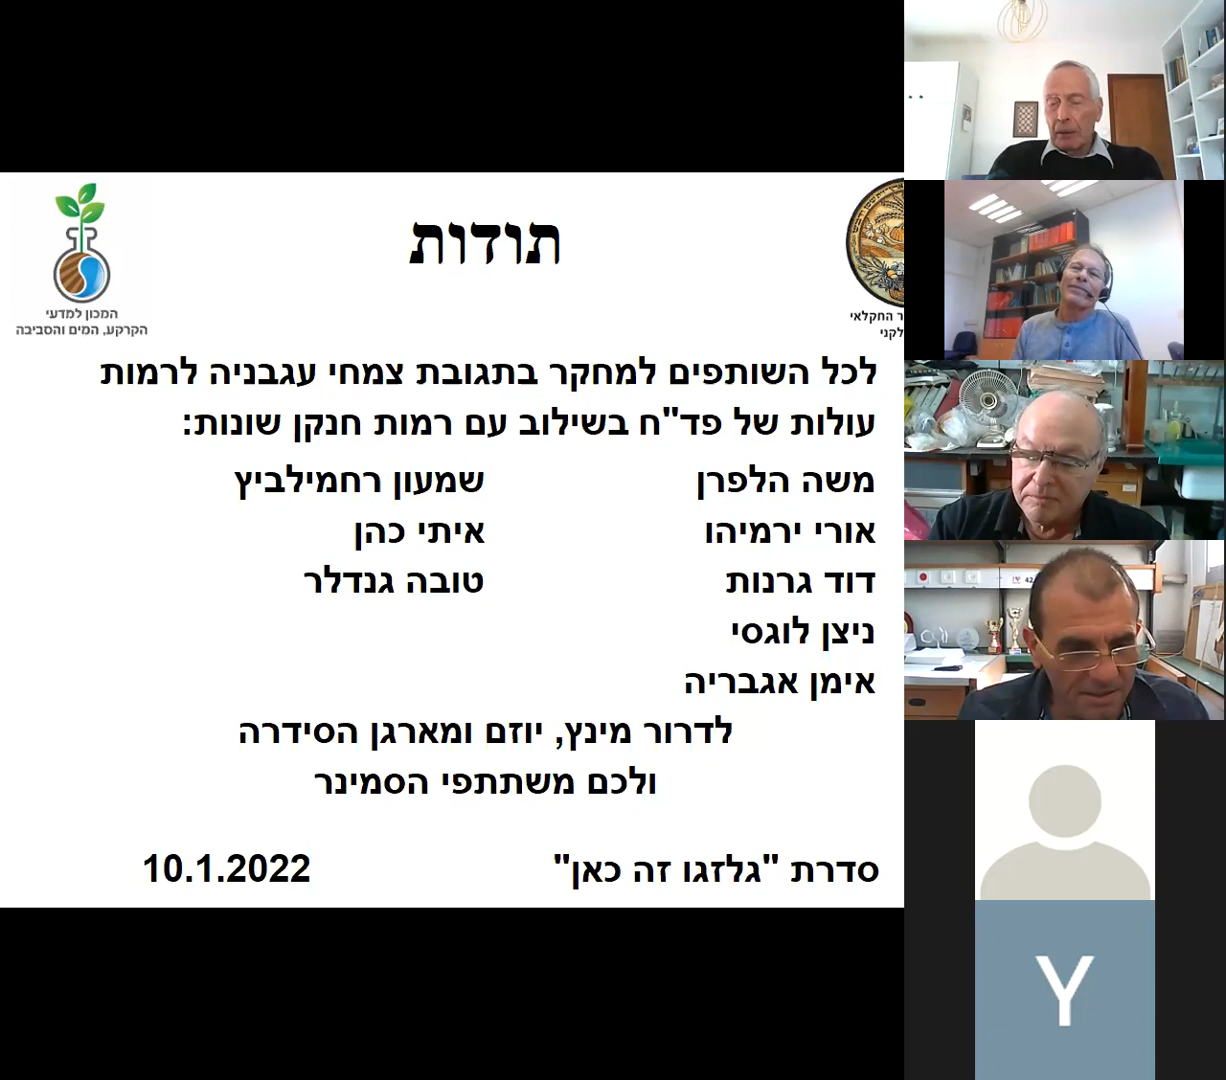 תודות
המכון למדעי
הקרקע, המים והסביבה
החקלאי
לכל השותפים למחקר בתגובת צמחי עגבניה לרמות
עולות של פד"ח בשילוב עם רמות חנקן שונות:
משה הלפרן
שמעון רחמילביץ
אורי ירמיהו
איתי כהן
דוד גרנות
טובה גנדלר
ניצן לוגסי
אימן אגבריה
לדרור מינץ, יוזם ומארגן הסידרה
ולכם משתתפי הסמינר
סדרת "גלזגו זה כאן"
10.1.2022
42
Y